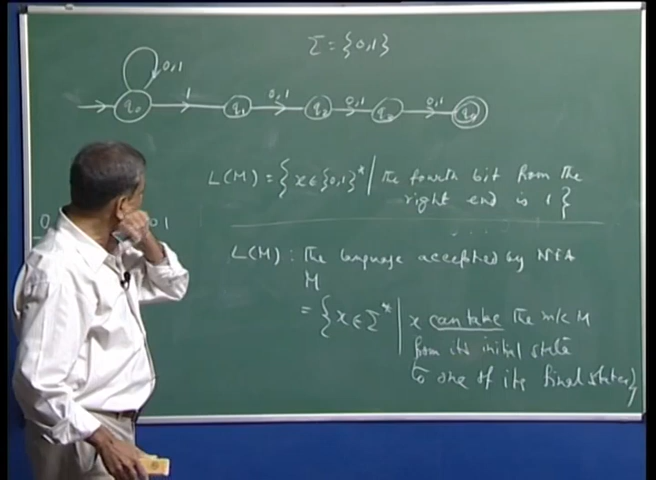 Σ = {0,1}
0,1
q₀ 1 q₁ 0,1 q₂ 0,1 q₃ 0,1 q₄
L(M) = { x ∈ {0,1}* | the fourth bit from the
right end is 1 }
0 01
L(M) : The language accepted by NFA
M
= { x ∈ Σ* | x can take the m/c M
from its initial state
to one of its final states }